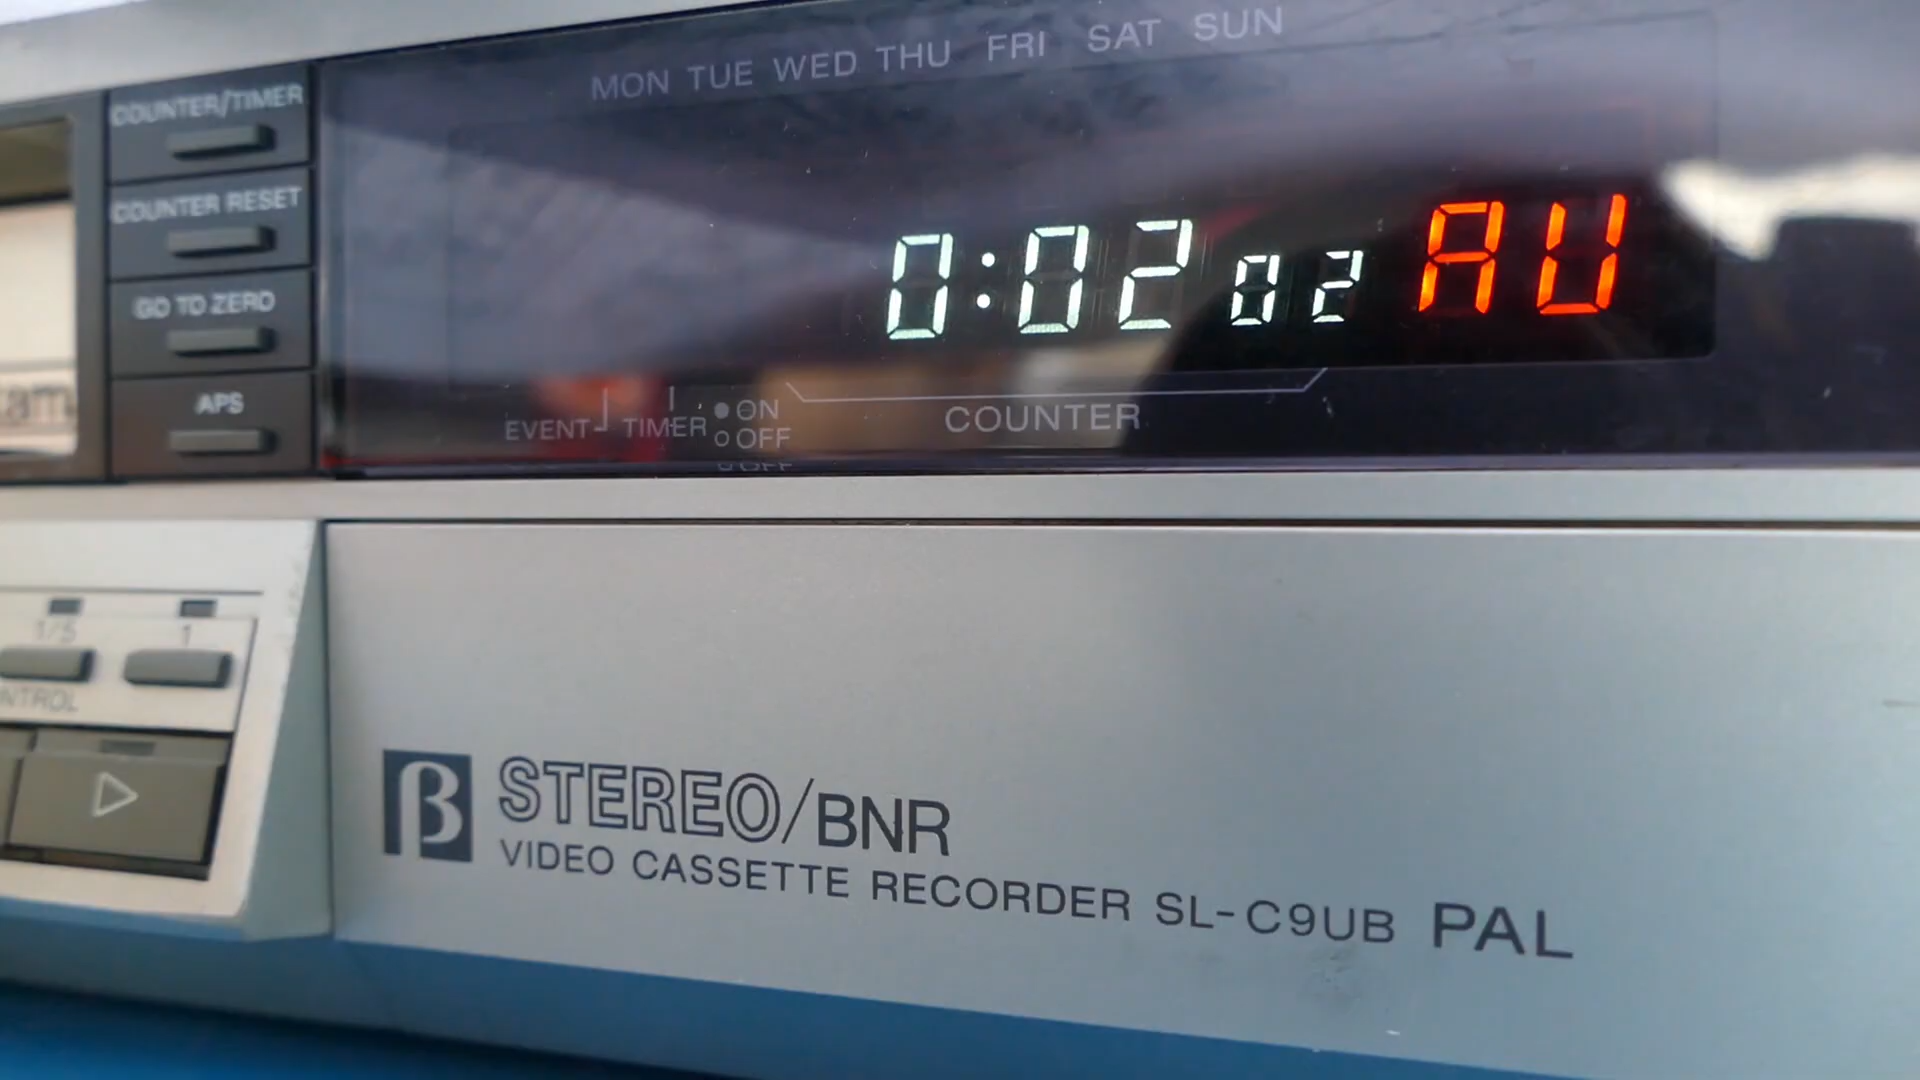 MON TUE WED THU FRI SAT SUN
COUNTER/TIMER
COUNTER RESET
GO TO ZERO
APS
0:02 02 AU
EVENT TIMER ON
OFF
COUNTER
1/5 1
β STEREO/BNR
VIDEO CASSETTE RECORDER SL-C9UB PAL